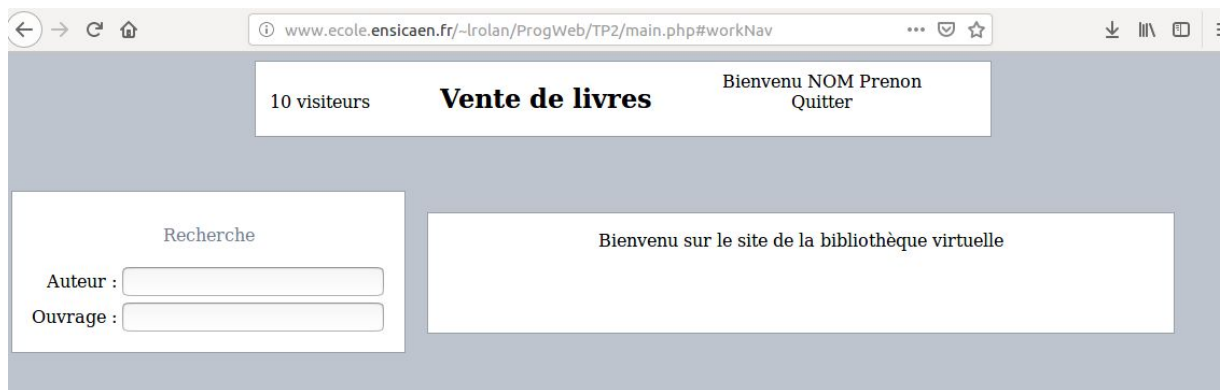 www.ecole.ensicaen.fr/~lrolan/ProgWeb/TP2/main.php#workNav
10 visiteurs
Vente de livres
Bienvenu NOM Prenon
Quitter
Recherche
Auteur :
Ouvrage :
Bienvenu sur le site de la bibliothèque virtuelle